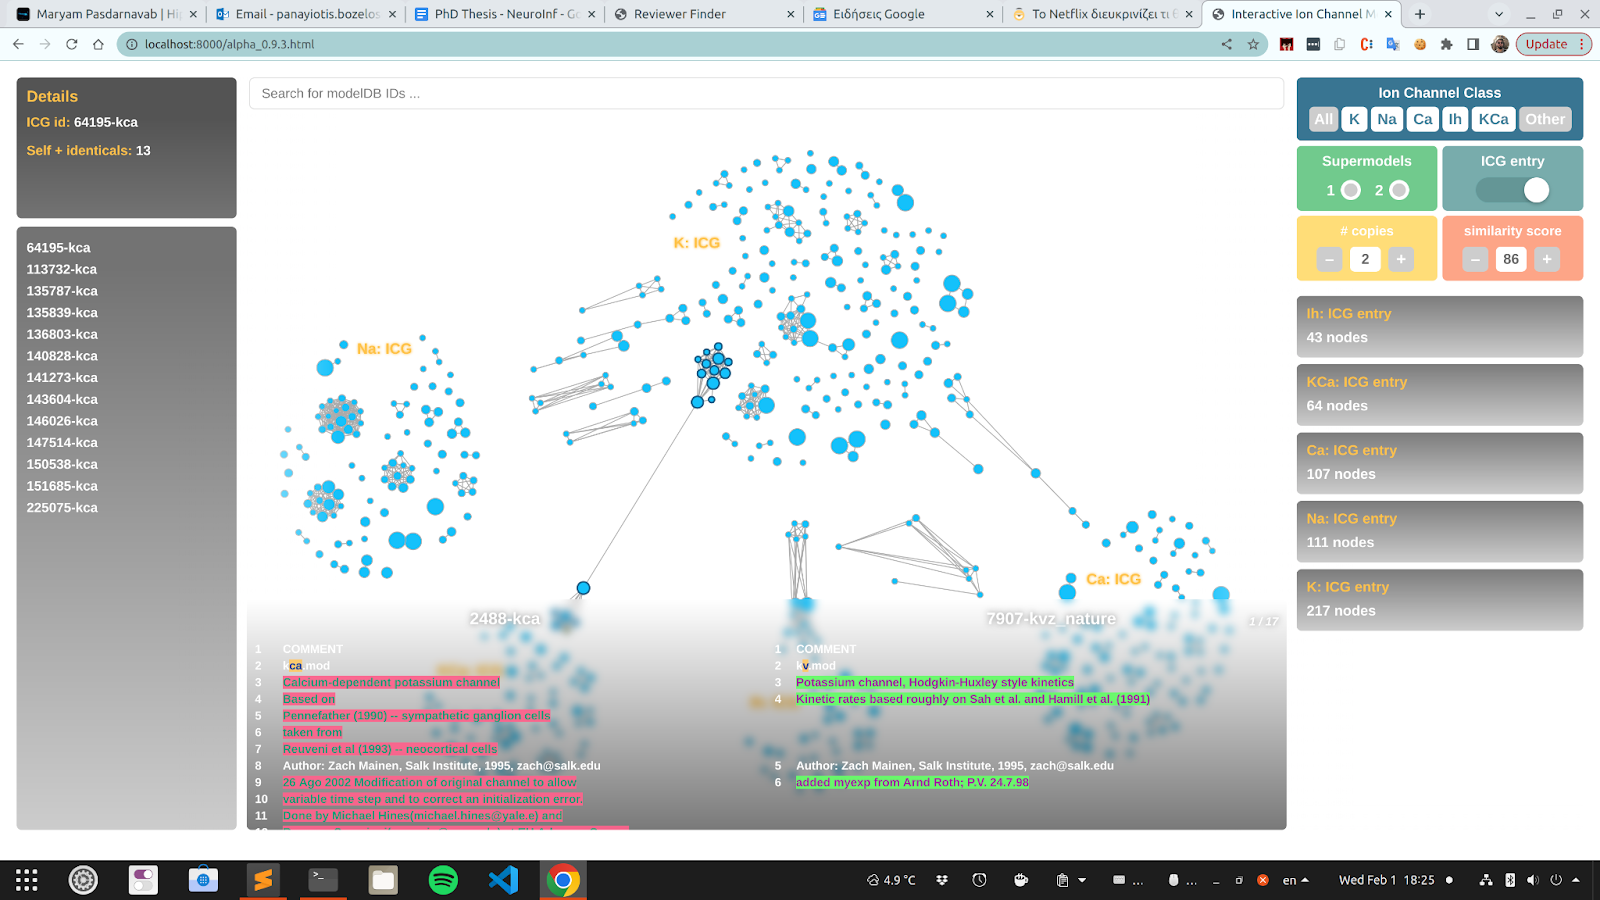 Maryam Pasdarnavab | Hi
Email - panayiotis.bozelos
PhD Thesis - NeuroInf - Go
Reviewer Finder
Ειδήσεις Google
Το Netflix διευκρινίζει τι θ
Interactive Ion Channel M
localhost:8000/alpha_0.9.3.html
Update
Details
ICG id: 64195-kca
Self + identicals: 13
64195-kca
113732-kca
135787-kca
135839-kca
136803-kca
140828-kca
141273-kca
143604-kca
146026-kca
147514-kca
150538-kca
151685-kca
225075-kca
Search for modelDB IDs ...
K: ICG
Na: ICG
Ca: ICG
2488-kca
1 COMMENT
2 kca.mod
3 Calcium-dependent potassium channel
4 Based on
5 Pennefather (1990) -- sympathetic ganglion cells
6 taken from
7 Reuveni et al (1993) -- neocortical cells
8 Author: Zach Mainen, Salk Institute, 1995, zach@salk.edu
9 26 Ago 2002 Modification of original channel to allow
10 variable time step and to correct an initialization error.
11 Done by Michael Hines(michael.hines@yale.e) and
7907-kvz_nature
1 / 17
1 COMMENT
2 kv.mod
3 Potassium channel, Hodgkin-Huxley style kinetics
4 Kinetic rates based roughly on Sah et al. and Hamill et al. (1991)
5 Author: Zach Mainen, Salk Institute, 1995, zach@salk.edu
6 added myexp from Arnd Roth; P.V. 24.7.98
Ion Channel Class
All K Na Ca Ih KCa Other
Supermodels
1 2
ICG entry
# copies
– 2 +
similarity score
– 86 +
Ih: ICG entry
43 nodes
KCa: ICG entry
64 nodes
Ca: ICG entry
107 nodes
Na: ICG entry
111 nodes
K: ICG entry
217 nodes
4.9 °C
en
Wed Feb 1 18:25